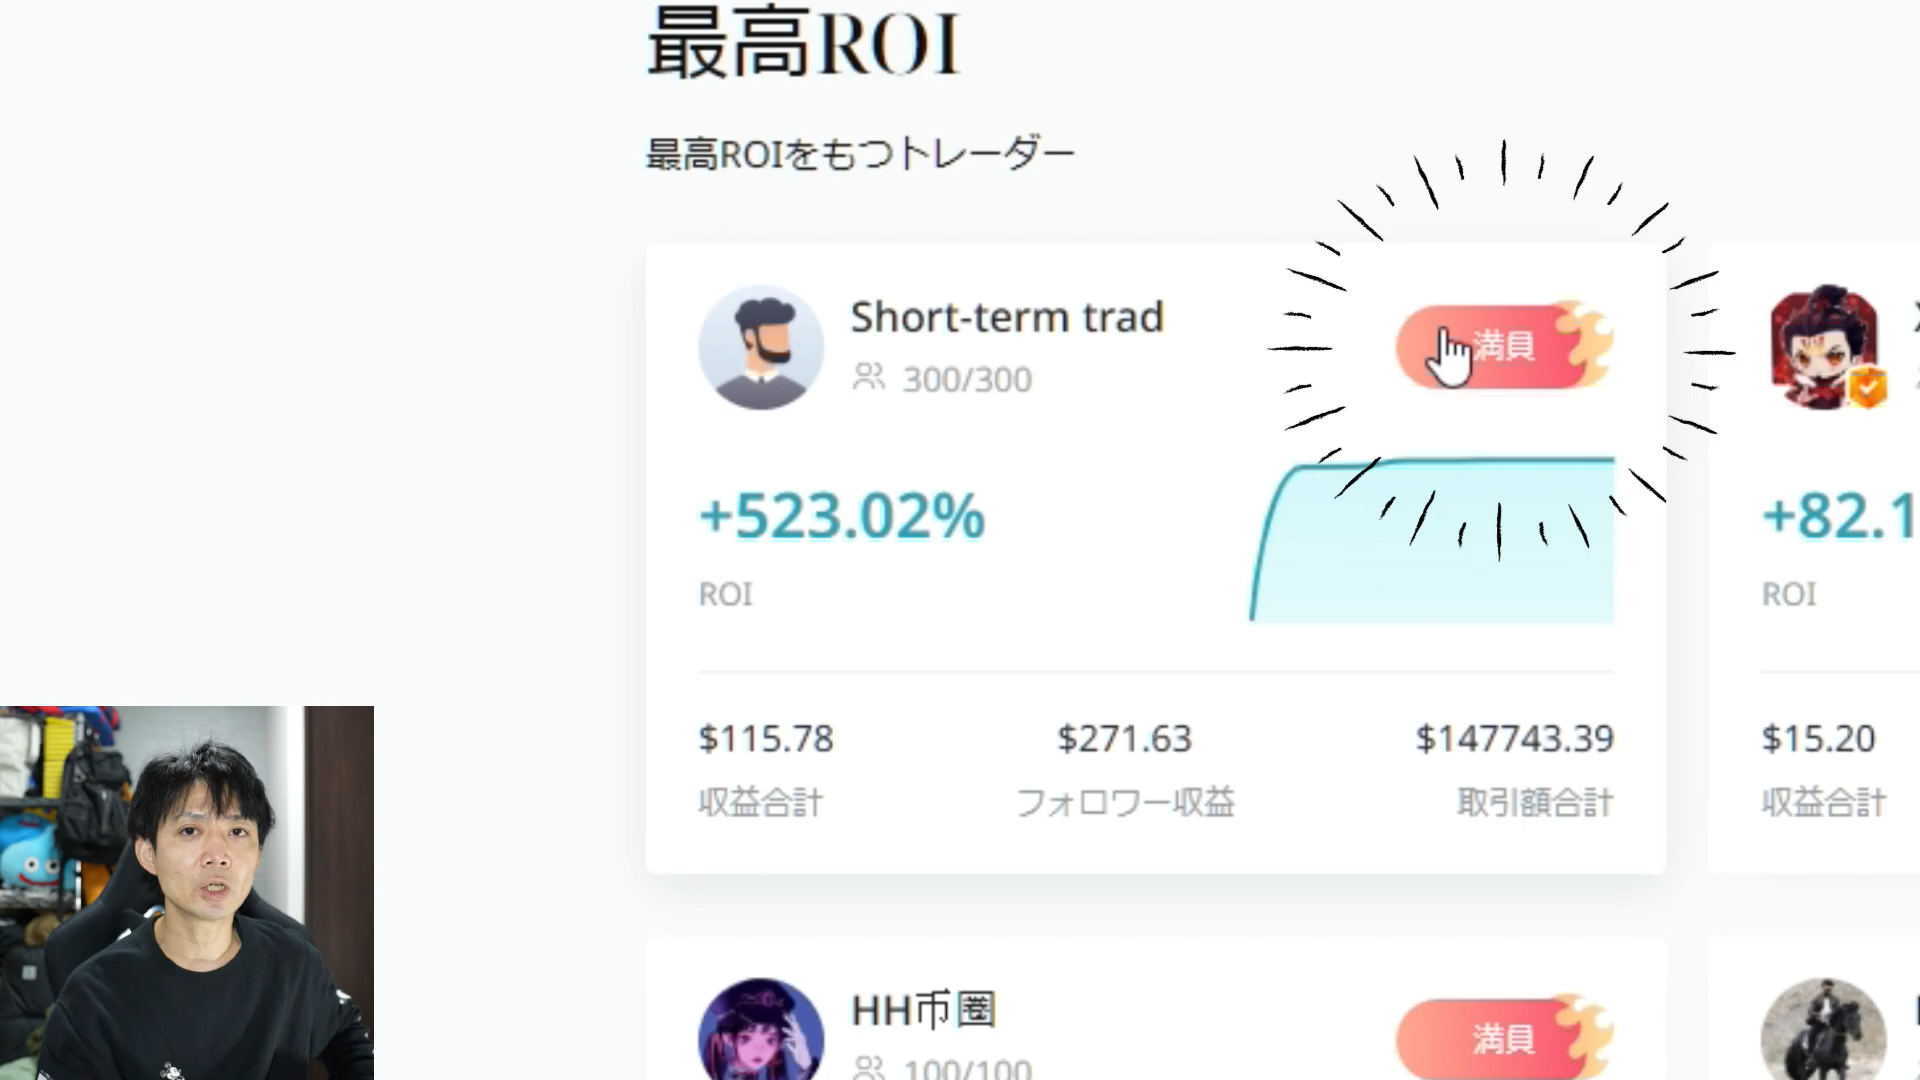 最高ROI
最高ROIをもつトレーダー
Short-term trad
300/300
満員
+523.02%
ROI
$115.78
収益合計
$271.63
フォロワー収益
$147743.39
取引額合計
+82.1
ROI
$15.20
収益合計
HH币圈
100/100
満員